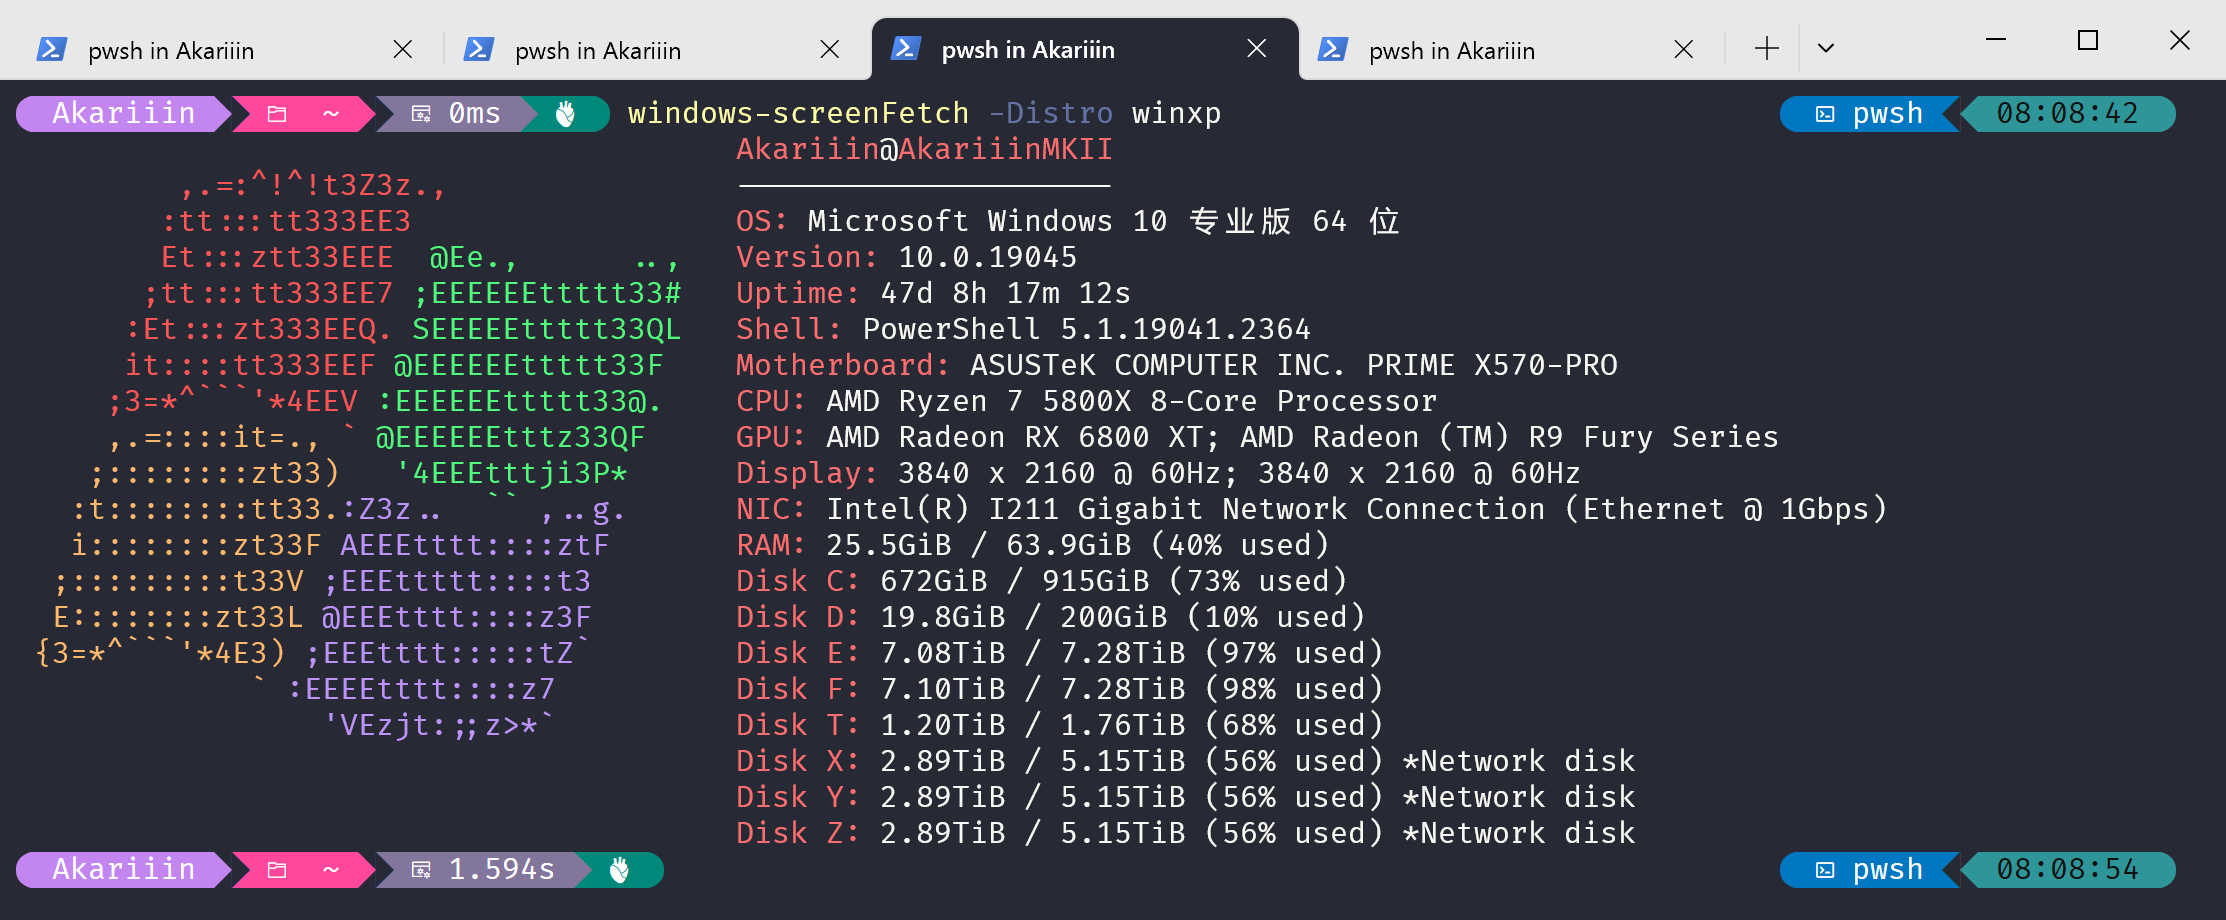 pwsh in Akariiin
pwsh in Akariiin
pwsh in Akariiin
pwsh in Akariiin
Akariiin ~ 0ms windows-screenFetch -Distro winxp pwsh 08:08:42
Akariiin@AkariiinMKII
,.=:^!^!t3Z3z., -----------------------
:tt:::tt333EE3 OS: Microsoft Windows 10 专业版 64 位
Et:::ztt33EEE @Ee., .., Version: 10.0.19045
;tt:::tt333EE7 ;EEEEEEttttt33# Uptime: 47d 8h 17m 12s
:Et:::zt333EEQ. SEEEEEttttt33QL Shell: PowerShell 5.1.19041.2364
it::::tt333EEF @EEEEEEttttt33F Motherboard: ASUSTeK COMPUTER INC. PRIME X570-PRO
;3=*^```'*4EEV :EEEEEEttttt33@. CPU: AMD Ryzen 7 5800X 8-Core Processor
,.=::::it=., ` @EEEEEEtttz33QF GPU: AMD Radeon RX 6800 XT; AMD Radeon (TM) R9 Fury Series
;::::::::zt33) '4EEEtttji3P* Display: 3840 x 2160 @ 60Hz; 3840 x 2160 @ 60Hz
:t::::::::tt33.:Z3z.. `` ,..g. NIC: Intel(R) I211 Gigabit Network Connection (Ethernet @ 1Gbps)
i::::::::zt33F AEEEtttt::::ztF RAM: 25.5GiB / 63.9GiB (40% used)
;:::::::::t33V ;EEEttttt::::t3 Disk C: 672GiB / 915GiB (73% used)
E::::::::zt33L @EEEtttt::::z3F Disk D: 19.8GiB / 200GiB (10% used)
{3=*^```'*4E3) ;EEEtttt:::::tZ` Disk E: 7.08TiB / 7.28TiB (97% used)
` :EEEEtttt::::z7 Disk F: 7.10TiB / 7.28TiB (98% used)
'VEzjt:;;z>*` Disk T: 1.20TiB / 1.76TiB (68% used)
Disk X: 2.89TiB / 5.15TiB (56% used) *Network disk
Disk Y: 2.89TiB / 5.15TiB (56% used) *Network disk
Disk Z: 2.89TiB / 5.15TiB (56% used) *Network disk
Akariiin ~ 1.594s pwsh 08:08:54